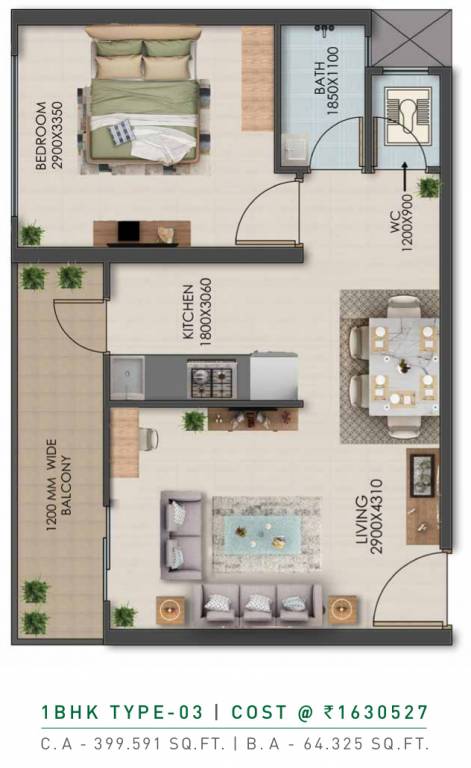 BEDROOM
2900X3350
BATH
1850X1100
WC
1200X900
KITCHEN
1800X3060
1200 MM WIDE
BALCONY
LIVING
2900X4310
1BHK TYPE-03 | COST @ ₹1630527
C.A - 399.591 SQ.FT. | B.A - 64.325 SQ.FT.